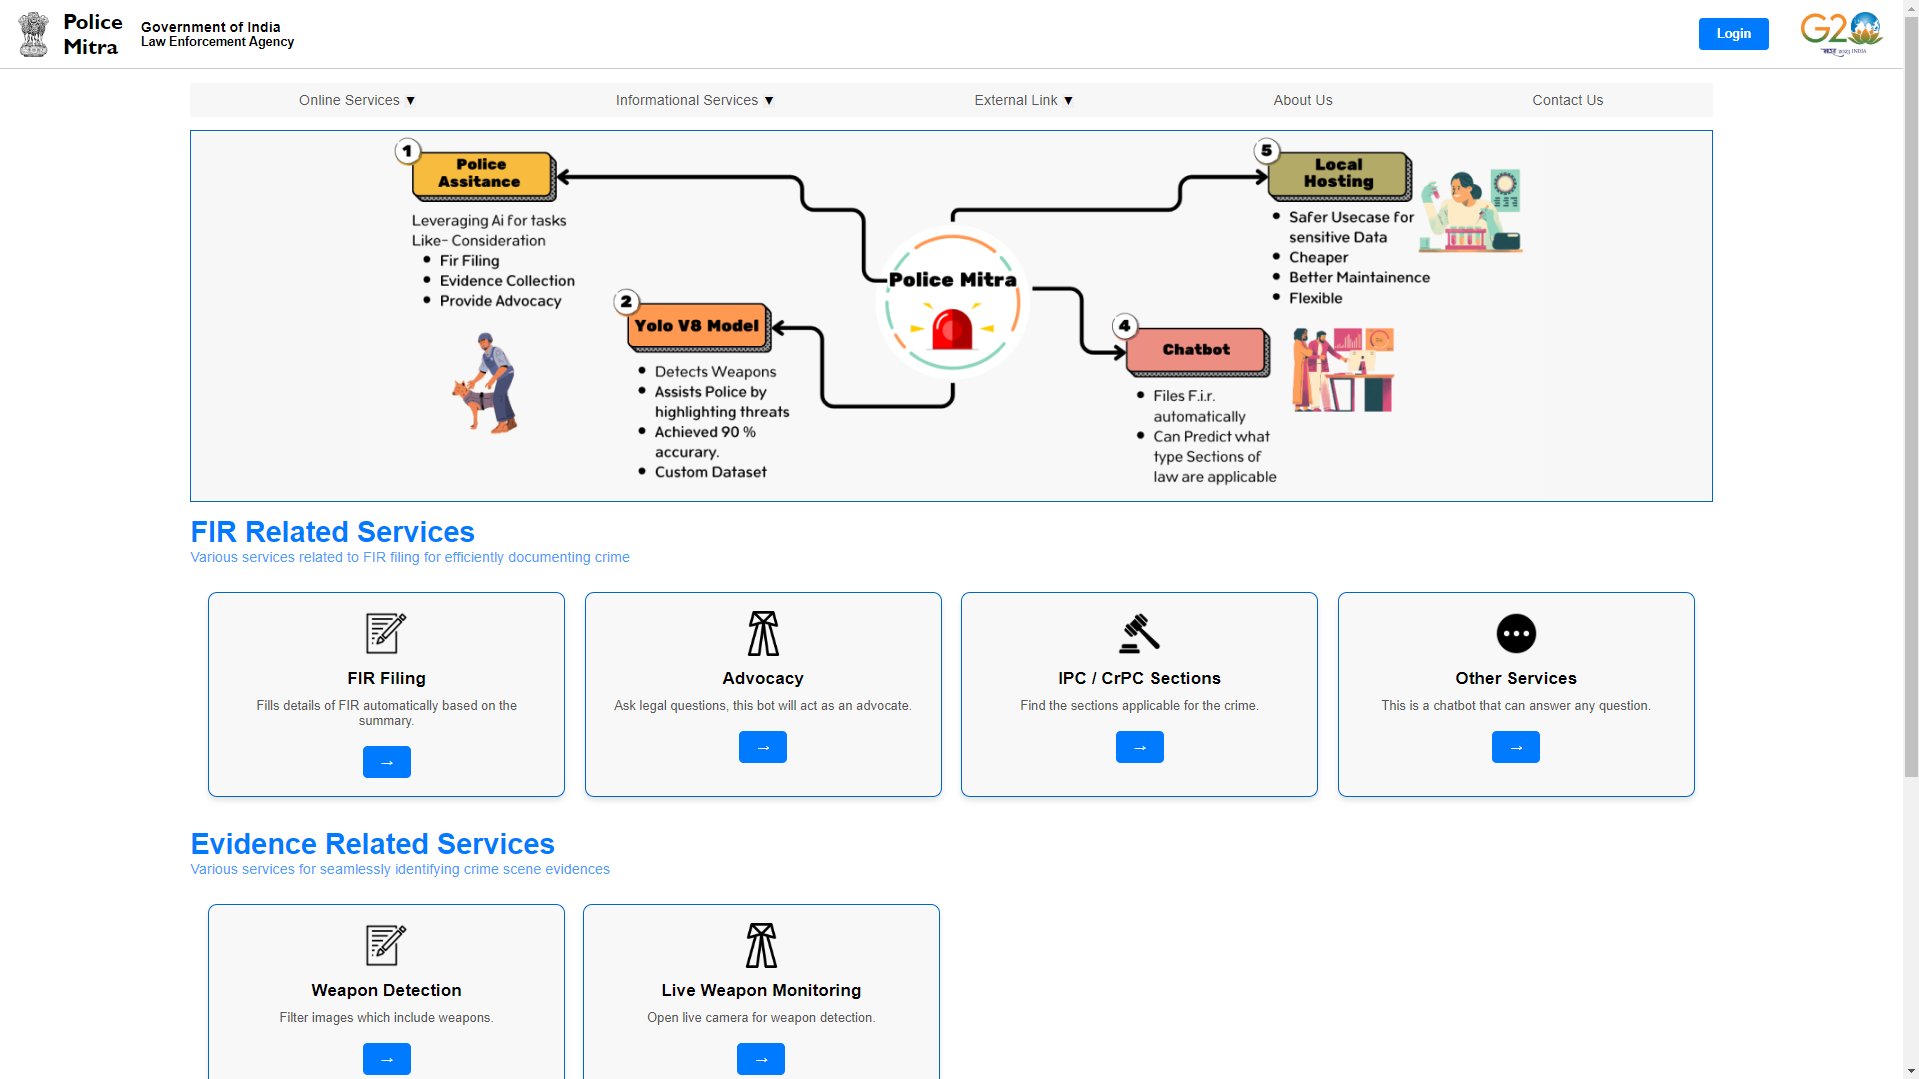 Police
Mitra
Government of India
Law Enforcement Agency
Login
G20
2023 INDIA
Online Services ▼
Informational Services ▼
External Link ▼
About Us
Contact Us
1
Police
Assitance
Leveraging Ai for tasks
Like- Consideration
• Fir Filing
• Evidence Collection
• Provide Advocacy
2
Yolo V8 Model
• Detects Weapons
• Assists Police by
highlighting threats
• Achieved 90 %
accurary.
• Custom Dataset
Police Mitra
4
Chatbot
• Files F.i.r.
automatically
• Can Predict what
type Sections of
law are applicable
5
Local
Hosting
• Safer Usecase for
sensitive Data
• Cheaper
• Better Maintainence
• Flexible
FIR Related Services
Various services related to FIR filing for efficiently documenting crime
FIR Filing
Fills details of FIR automatically based on the
summary.
→
Advocacy
Ask legal questions, this bot will act as an advocate.
→
IPC / CrPC Sections
Find the sections applicable for the crime.
→
Other Services
This is a chatbot that can answer any question.
→
Evidence Related Services
Various services for seamlessly identifying crime scene evidences
Weapon Detection
Filter images which include weapons.
→
Live Weapon Monitoring
Open live camera for weapon detection.
→